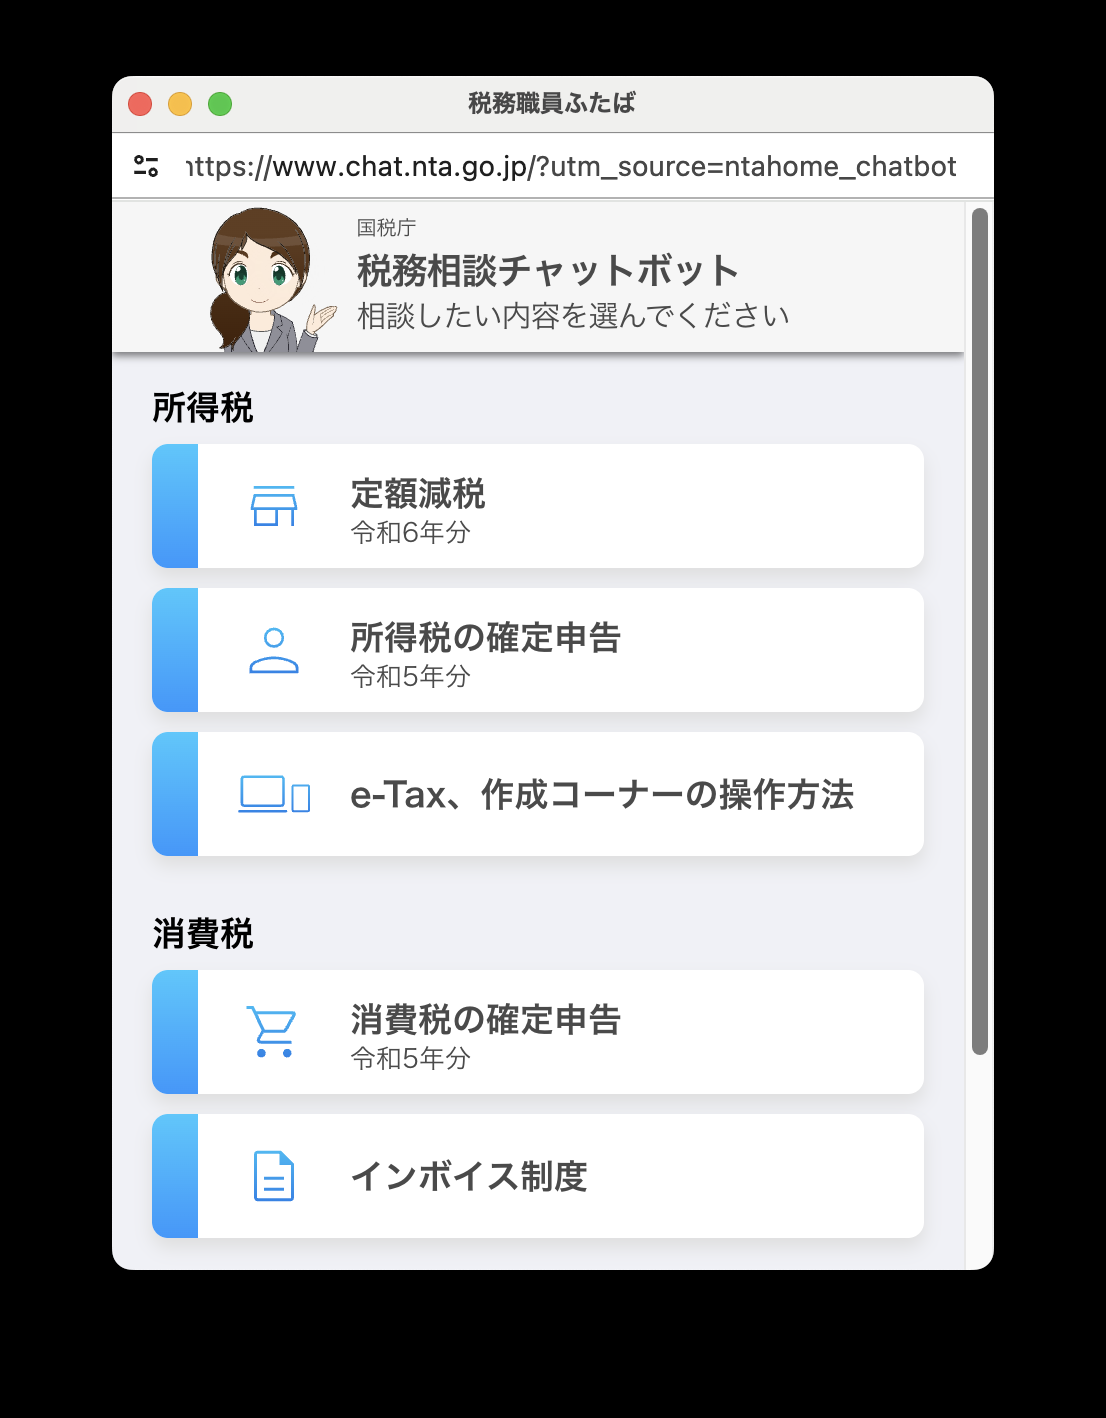 税務職員ふたば
https://www.chat.nta.go.jp/?utm_source=ntahome_chatbot
国税庁
税務相談チャットボット
相談したい内容を選んでください
所得税
定額減税
令和6年分
所得税の確定申告
令和5年分
e-Tax、作成コーナーの操作方法
消費税
消費税の確定申告
令和5年分
インボイス制度